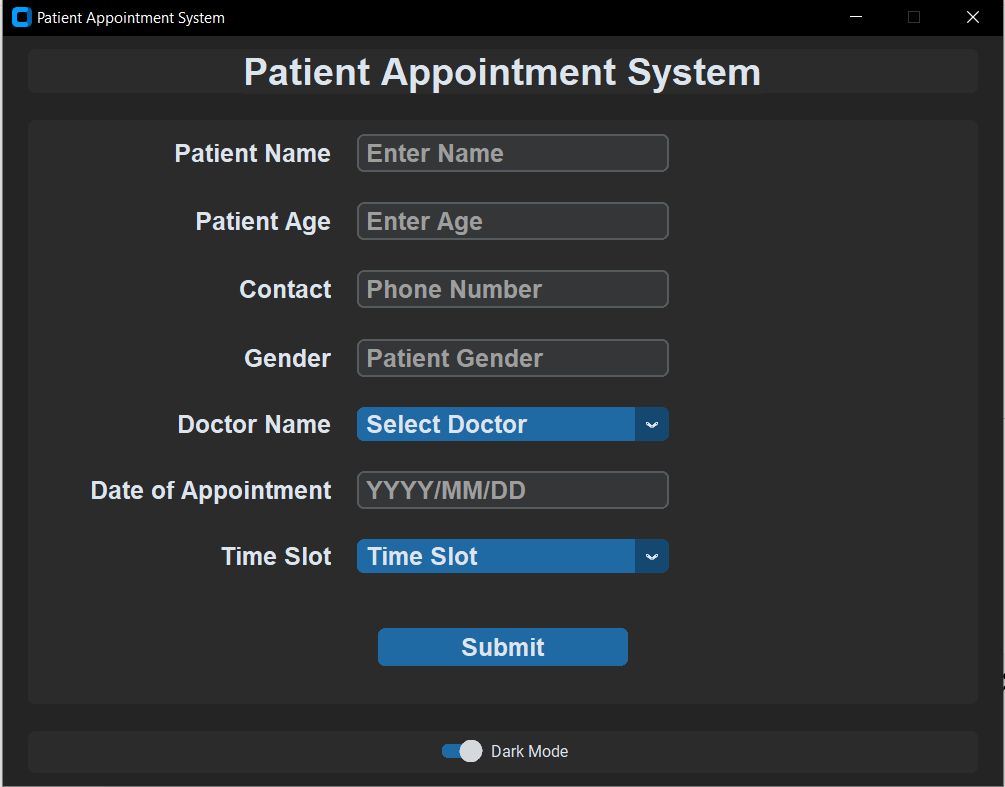 Patient Appointment System
Patient Appointment System
Patient Name Enter Name
Patient Age Enter Age
Contact Phone Number
Gender Patient Gender
Doctor Name Select Doctor
Date of Appointment YYYY/MM/DD
Time Slot Time Slot
Submit
Dark Mode